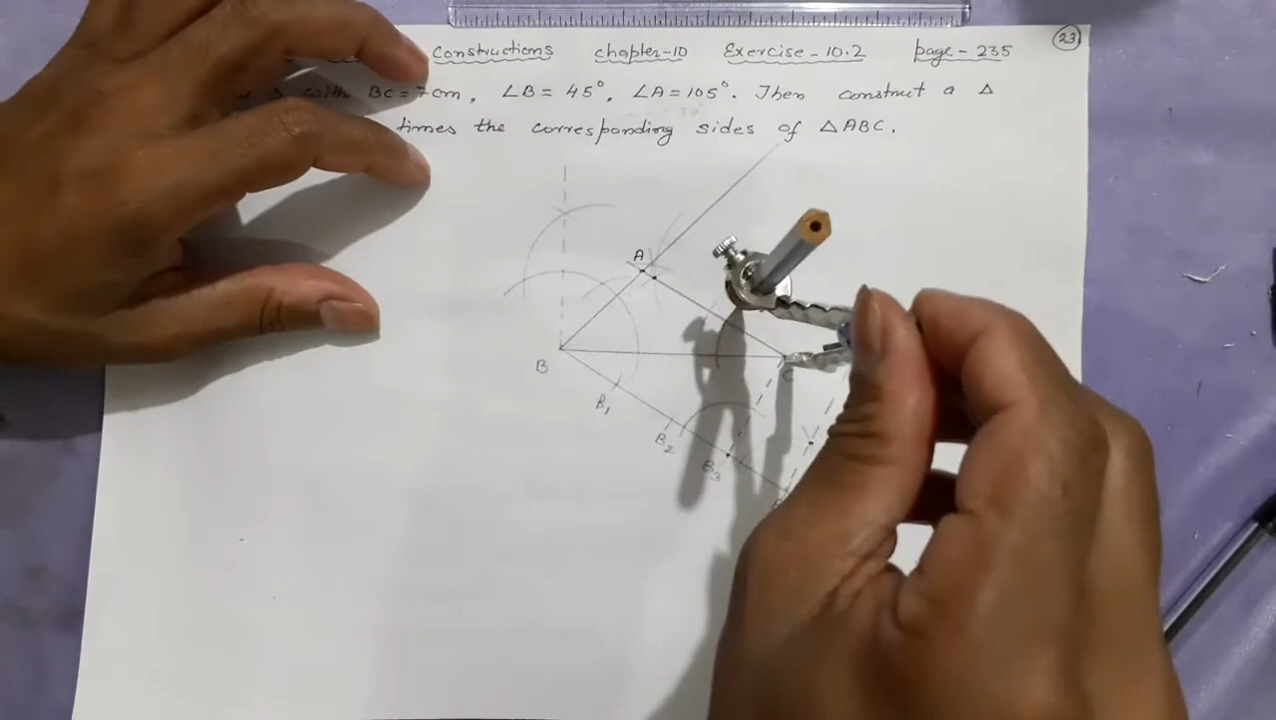 Constructions chapter-10 Exercise-10.2 page-235
23
Δ with BC=7cm, ∠B= 45°, ∠A=105°. Then construct a Δ
times the corresponding sides of ΔABC.
A
B
C
B1
B2
B3